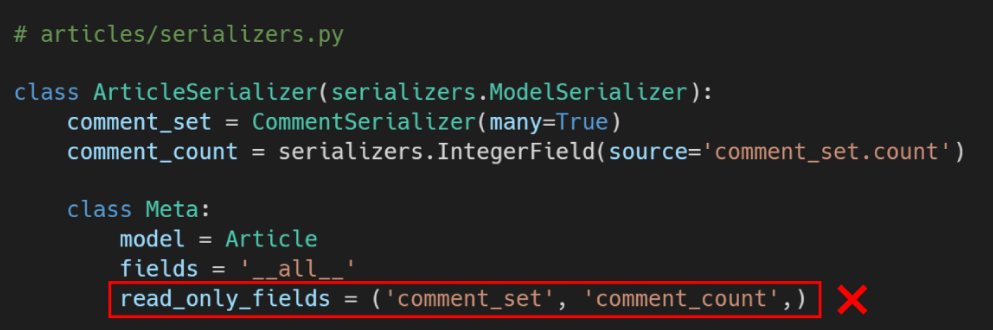 # articles/serializers.py
class ArticleSerializer(serializers.ModelSerializer):
    comment_set = CommentSerializer(many=True)
    comment_count = serializers.IntegerField(source='comment_set.count')
    class Meta:
        model = Article
        fields = '__all__'
        read_only_fields = ('comment_set', 'comment_count',)